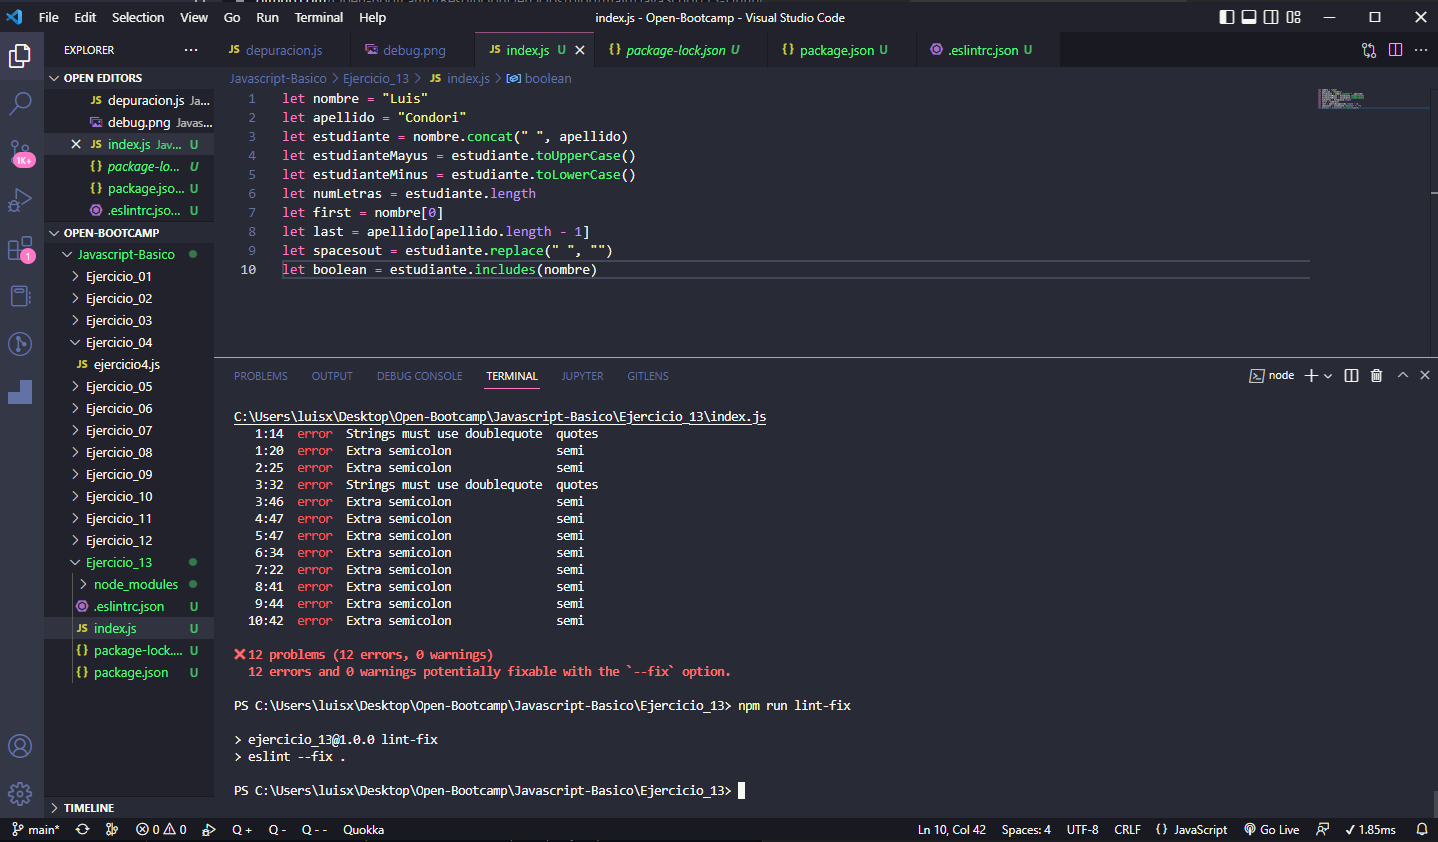 File Edit Selection View Go Run Terminal Help
index.js - Open-Bootcamp - Visual Studio Code
EXPLORER
OPEN EDITORS
JS depuracion.js Ja...
debug.png Javas...
JS index.js Jav... U
{} package-lo... U
{} package.jso... U
.eslintrc.jso... U
OPEN-BOOTCAMP
Javascript-Basico
Ejercicio_01
Ejercicio_02
Ejercicio_03
Ejercicio_04
JS ejercicio4.js
Ejercicio_05
Ejercicio_06
Ejercicio_07
Ejercicio_08
Ejercicio_09
Ejercicio_10
Ejercicio_11
Ejercicio_12
Ejercicio_13
node_modules
.eslintrc.json U
JS index.js U
{} package-lock.... U
{} package.json U
TIMELINE
1K+
1
JS depuracion.js
debug.png
JS index.js U
{} package-lock.json U
{} package.json U
.eslintrc.json U
Javascript-Basico > Ejercicio_13 > JS index.js > boolean
1 let nombre = "Luis"
2 let apellido = "Condori"
3 let estudiante = nombre.concat(" ", apellido)
4 let estudianteMayus = estudiante.toUpperCase()
5 let estudianteMinus = estudiante.toLowerCase()
6 let numLetras = estudiante.length
7 let first = nombre[0]
8 let last = apellido[apellido.length - 1]
9 let spacesout = estudiante.replace(" ", "")
10 let boolean = estudiante.includes(nombre)
PROBLEMS OUTPUT DEBUG CONSOLE TERMINAL JUPYTER GITLENS
node
C:\Users\luisx\Desktop\Open-Bootcamp\Javascript-Basico\Ejercicio_13\index.js
1:14 error Strings must use doublequote quotes
1:20 error Extra semicolon semi
2:25 error Extra semicolon semi
3:32 error Strings must use doublequote quotes
3:46 error Extra semicolon semi
4:47 error Extra semicolon semi
5:47 error Extra semicolon semi
6:34 error Extra semicolon semi
7:22 error Extra semicolon semi
8:41 error Extra semicolon semi
9:44 error Extra semicolon semi
10:42 error Extra semicolon semi
12 problems (12 errors, 0 warnings)
12 errors and 0 warnings potentially fixable with the `--fix` option.
PS C:\Users\luisx\Desktop\Open-Bootcamp\Javascript-Basico\Ejercicio_13> npm run lint-fix
> ejercicio_13@1.0.0 lint-fix
> eslint --fix .
PS C:\Users\luisx\Desktop\Open-Bootcamp\Javascript-Basico\Ejercicio_13>
main* 0 0 Q + Q - Q - - Quokka
Ln 10, Col 42 Spaces: 4 UTF-8 CRLF {} JavaScript Go Live 1.85ms